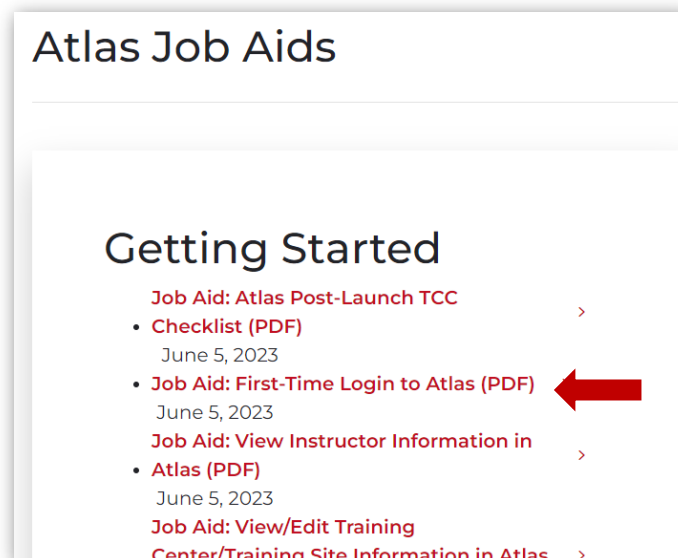 Atlas Job Aids
Getting Started
Job Aid: Atlas Post-Launch TCC
Checklist (PDF)
June 5, 2023
Job Aid: First-Time Login to Atlas (PDF)
June 5, 2023
Job Aid: View Instructor Information in
Atlas (PDF)
June 5, 2023
Job Aid: View/Edit Training
Center/Training Site Information in Atlas